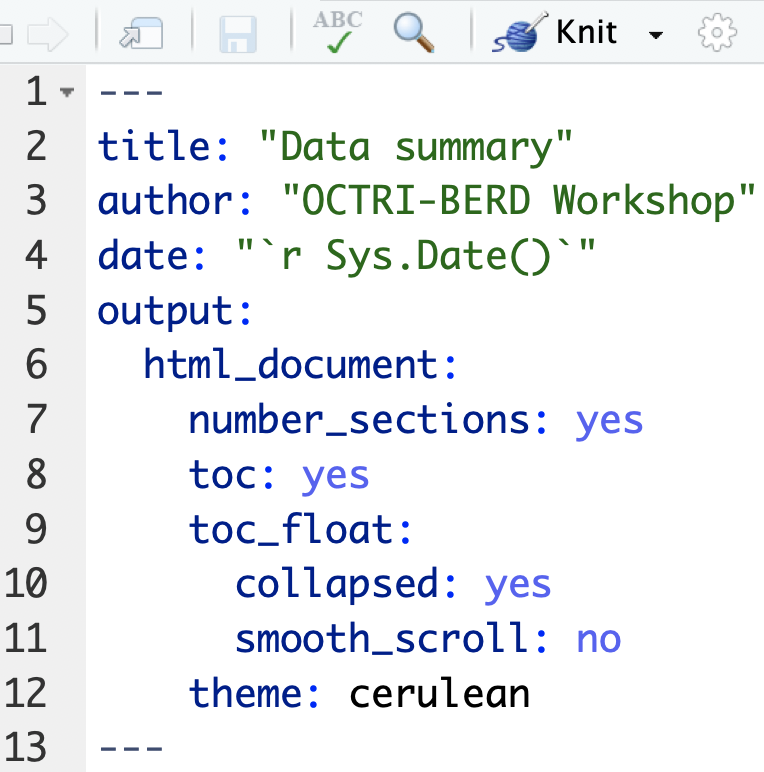 ABC Knit
1 ---
2 title: "Data summary"
3 author: "OCTRI-BERD Workshop"
4 date: "`r Sys.Date()`"
5 output:
6   html_document:
7     number_sections: yes
8     toc: yes
9     toc_float:
10       collapsed: yes
11       smooth_scroll: no
12     theme: cerulean
13 ---